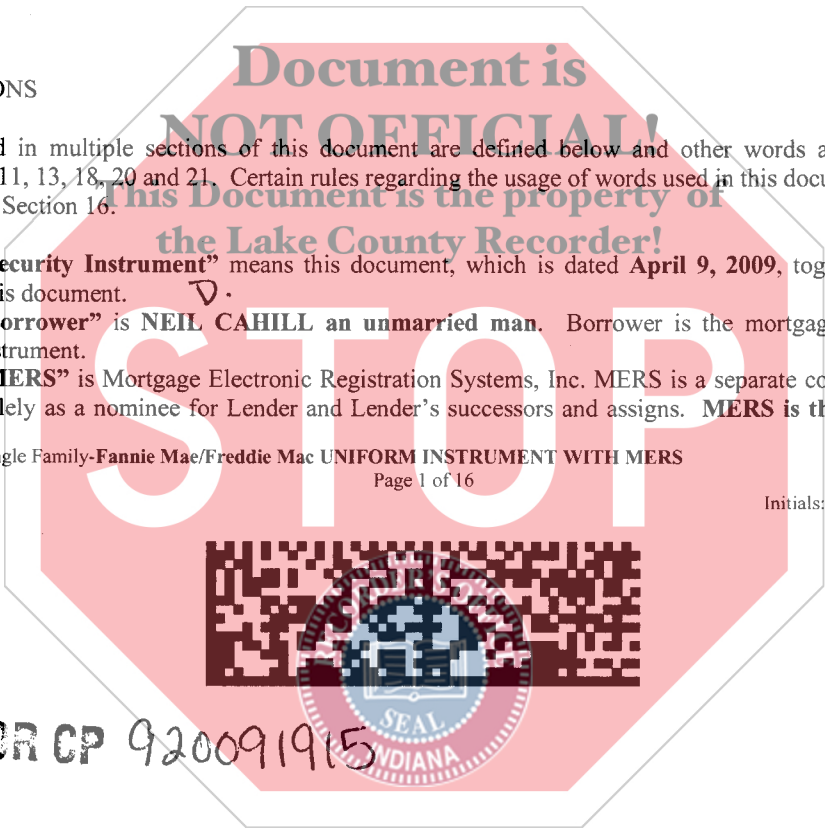 Document is
ONS
NOT OFFICIAL!
in multiple sections of this document are defined below and other words a
11, 13, 18, 20 and 21. Certain rules regarding the usage of words used in this docu
This Document is the property of
Section 16.
the Lake County Recorder!
ecurity Instrument” means this document, which is dated April 9, 2009, tog
is document.
D.
orrower” is NEIL CAHILL an unmarried man. Borrower is the mortgag
trument.
MERS” is Mortgage Electronic Registration Systems, Inc. MERS is a separate co
lely as a nominee for Lender and Lender’s successors and assigns. MERS is th
STOP
gle Family-Fannie Mae/Freddie Mac UNIFORM INSTRUMENT WITH MERS
Page 1 of 16
Initials:
RECORDER'S OFFICE
SEAL
INDIANA
OR CP 920091915